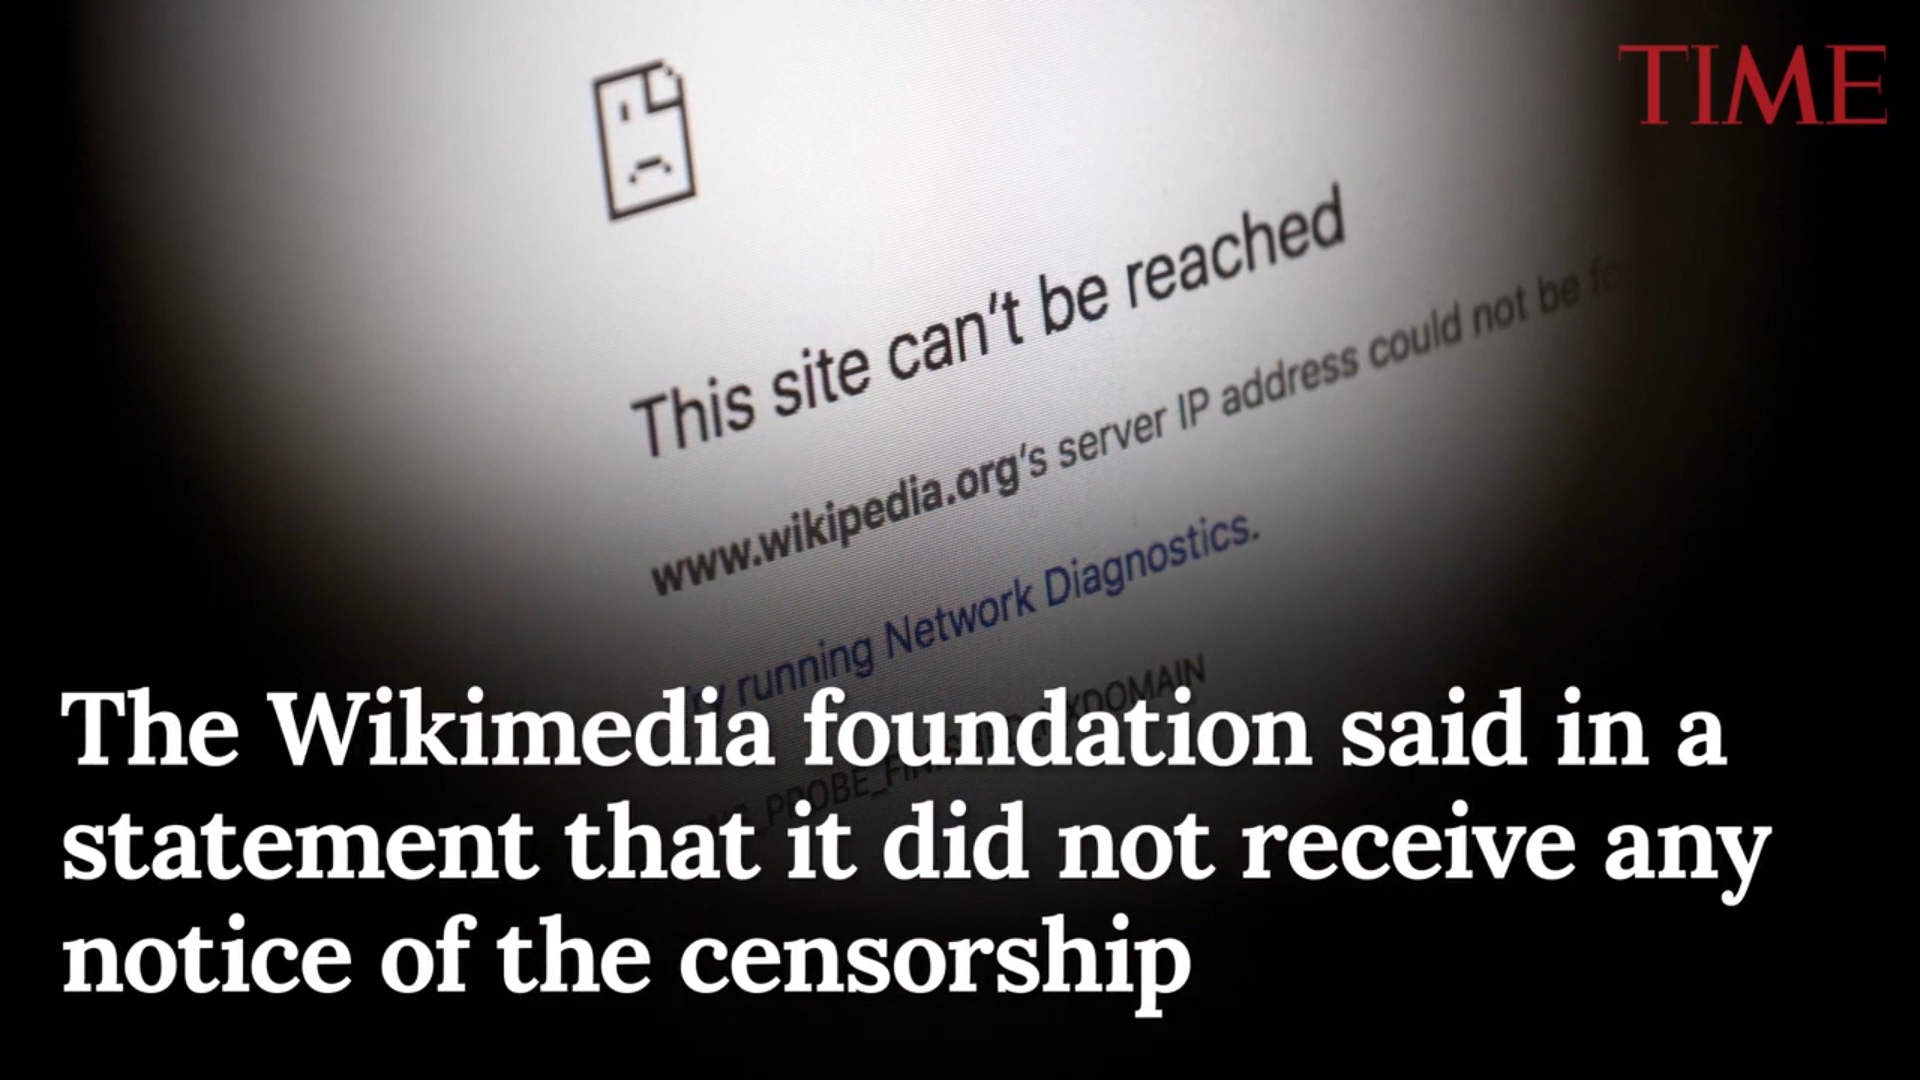 TIME
This site can't be reached
www.wikipedia.org's server IP address could not be
running Network Diagnostics.
The Wikimedia foundation said in a
statement that it did not receive any
notice of the censorship